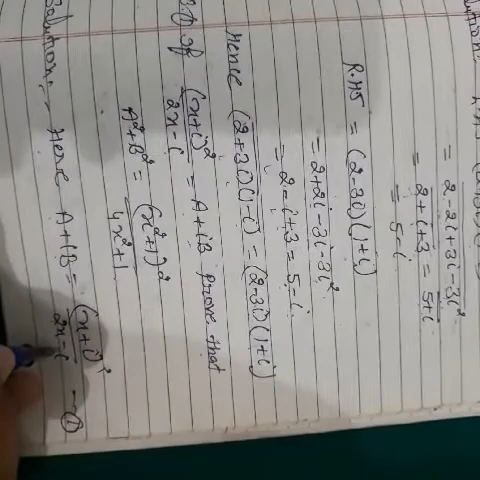 = 2-2i+3i-3i²
= 2+i+3 = 5+i
= 5-i
R.H.S = (2-3i)(1+i)
= 2+2i-3i-3i²
= 2-i+3 = 5-i.
Hence (2+3i)(1-i) = (2-3i)(1+i)
If (x+i)²/2x-i = A+iB prove that
A²+B² = (x²+1)²/4x²+1
Solution:- Here A+iB = (x+i)²/2x-i —①